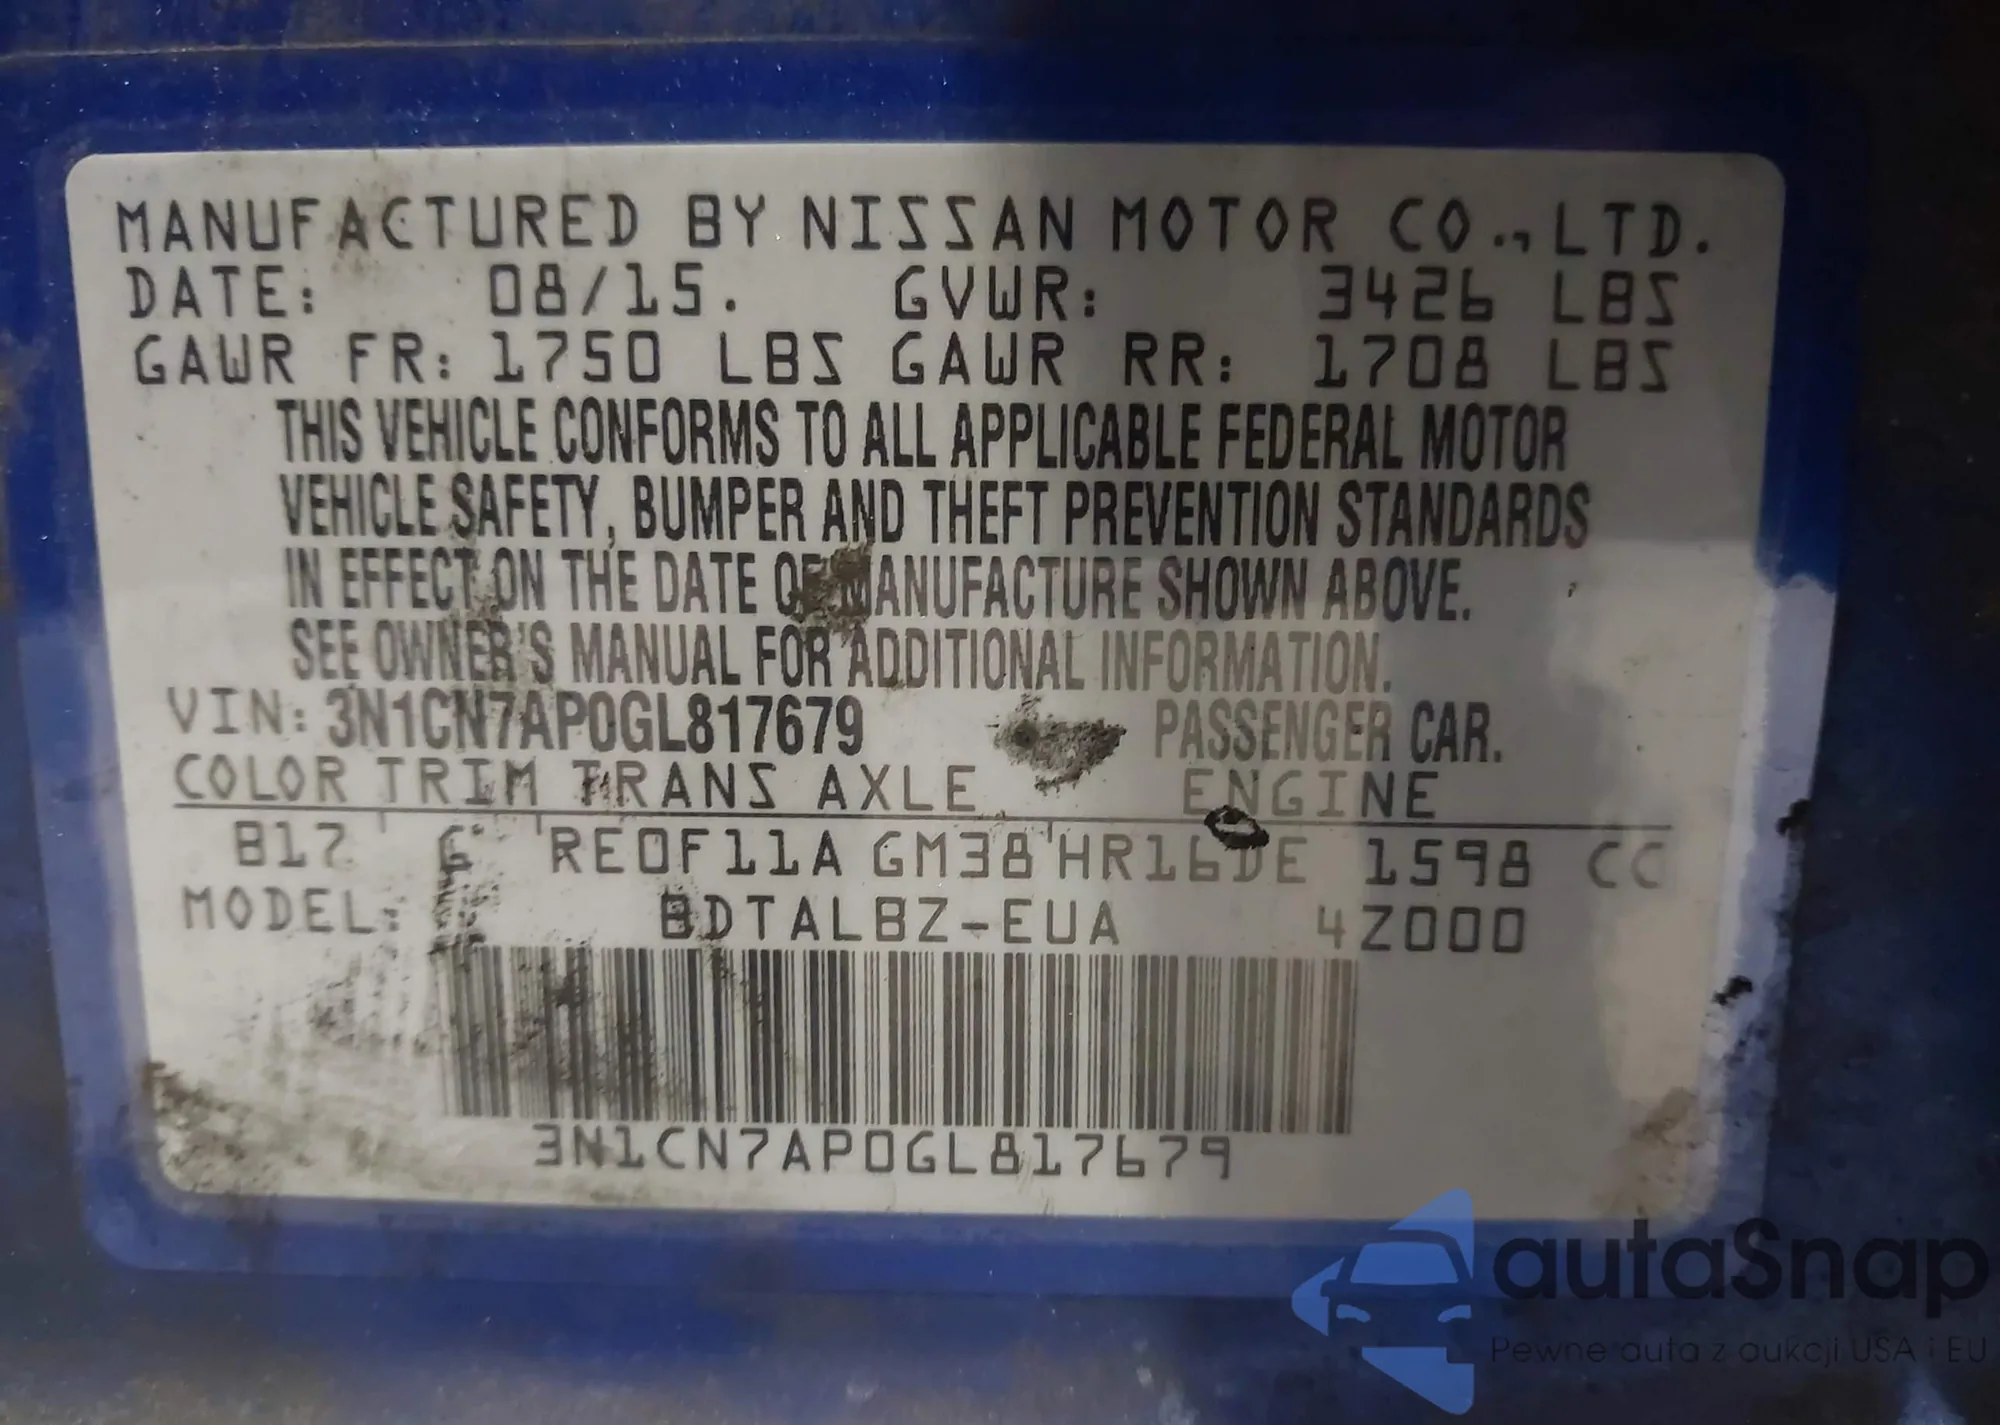 MANUFACTURED BY NISSAN MOTOR CO., LTD.
DATE: 08/15. GVWR: 3426 LBS
GAWR FR: 1750 LBS GAWR RR: 1708 LBS
THIS VEHICLE CONFORMS TO ALL APPLICABLE FEDERAL MOTOR
VEHICLE SAFETY, BUMPER AND THEFT PREVENTION STANDARDS
IN EFFECT ON THE DATE OF MANUFACTURE SHOWN ABOVE.
SEE OWNER'S MANUAL FOR ADDITIONAL INFORMATION.
VIN: 3N1CN7AP0GL817679 PASSENGER CAR.
COLOR TRIM TRANS AXLE ENGINE
B17 G RE0F11A GM38 HR16DE 1598 CC
MODEL: BDTALBZ-EUA 4Z000
3N1CN7AP0GL817679
autaSnap
Pewne auta z aukcji USA i EU